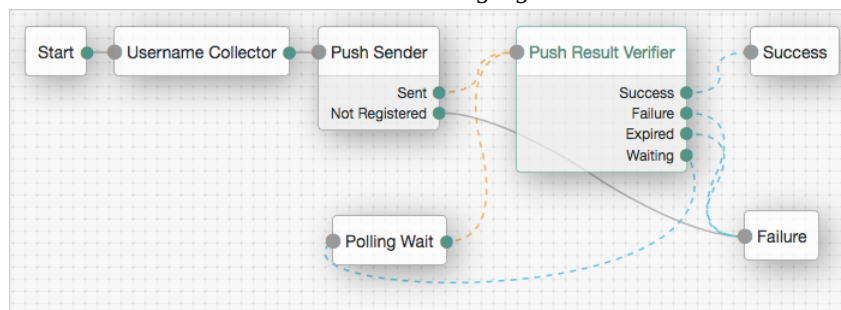 Start
Username Collector
Push Sender
Sent
Not Registered
Push Result Verifier
Success
Failure
Expired
Waiting
Success
Polling Wait
Failure